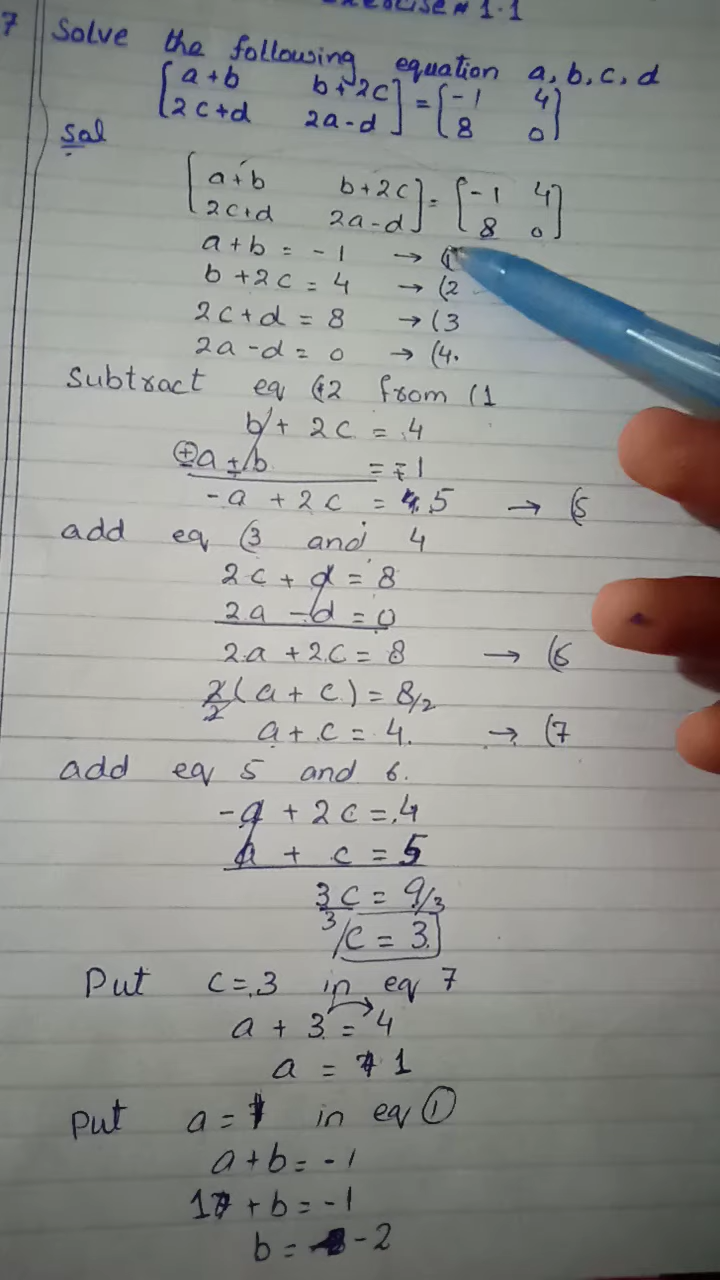 Exercise # 1.1
7 Solve the following equation a, b, c, d
[a+b b+2c] = [-1 4]
[2c+d 2a-d] [8 0]
Sol
[a+b b+2c] = [-1 4]
[2c+d 2a-d] [8 0]
a+b = -1 → (1
b+2c = 4 → (2
2c+d = 8 → (3
2a-d = 0 → (4.
Subtract eq (2 from (1
b + 2c = 4
±a ± b = ∓1
-a + 2c = 5 → (5
add eq (3 and 4
2c + d = 8
2a - d = 0
2a + 2c = 8 → (6
2/2 (a + c) = 8/2
a + c = 4. → (7
add eq 5 and 6.
-a + 2c = 4
a + c = 5
3c/3 = 9/3
c = 3
Put c = 3 in eq 7
a + 3 = 4
a = 1
Put a = 1 in eq ①
a+b = -1
1 + b = -1
b = -2